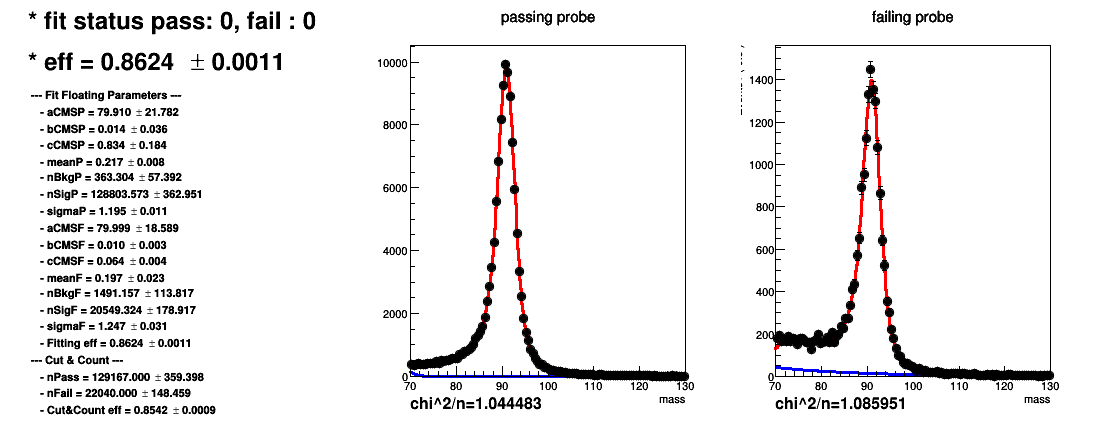 * fit status pass: 0, fail : 0
* eff = 0.8624 ± 0.0011
--- Fit Floating Parameters ---
- aCMSP = 79.910 ± 21.782
- bCMSP = 0.014 ± 0.036
- cCMSP = 0.834 ± 0.184
- meanP = 0.217 ± 0.008
- nBkgP = 363.304 ± 57.392
- nSigP = 128803.573 ± 362.951
- sigmaP = 1.195 ± 0.011
- aCMSF = 79.999 ± 18.589
- bCMSF = 0.010 ± 0.003
- cCMSF = 0.064 ± 0.004
- meanF = 0.197 ± 0.023
- nBkgF = 1491.157 ± 113.817
- nSigF = 20549.324 ± 178.917
- sigmaF = 1.247 ± 0.031
- Fitting eff = 0.8624 ± 0.0011
--- Cut & Count ---
- nPass = 129167.000 ± 359.398
- nFail = 22040.000 ± 148.459
- Cut&Count eff = 0.8542 ± 0.0009
passing probe
10000
8000
6000
4000
2000
0
70 80 90 100 110 120 130
mass
chi^2/n=1.044483
failing probe
1400
1200
1000
800
600
400
200
0
70 80 90 100 110 120 130
mass
chi^2/n=1.085951